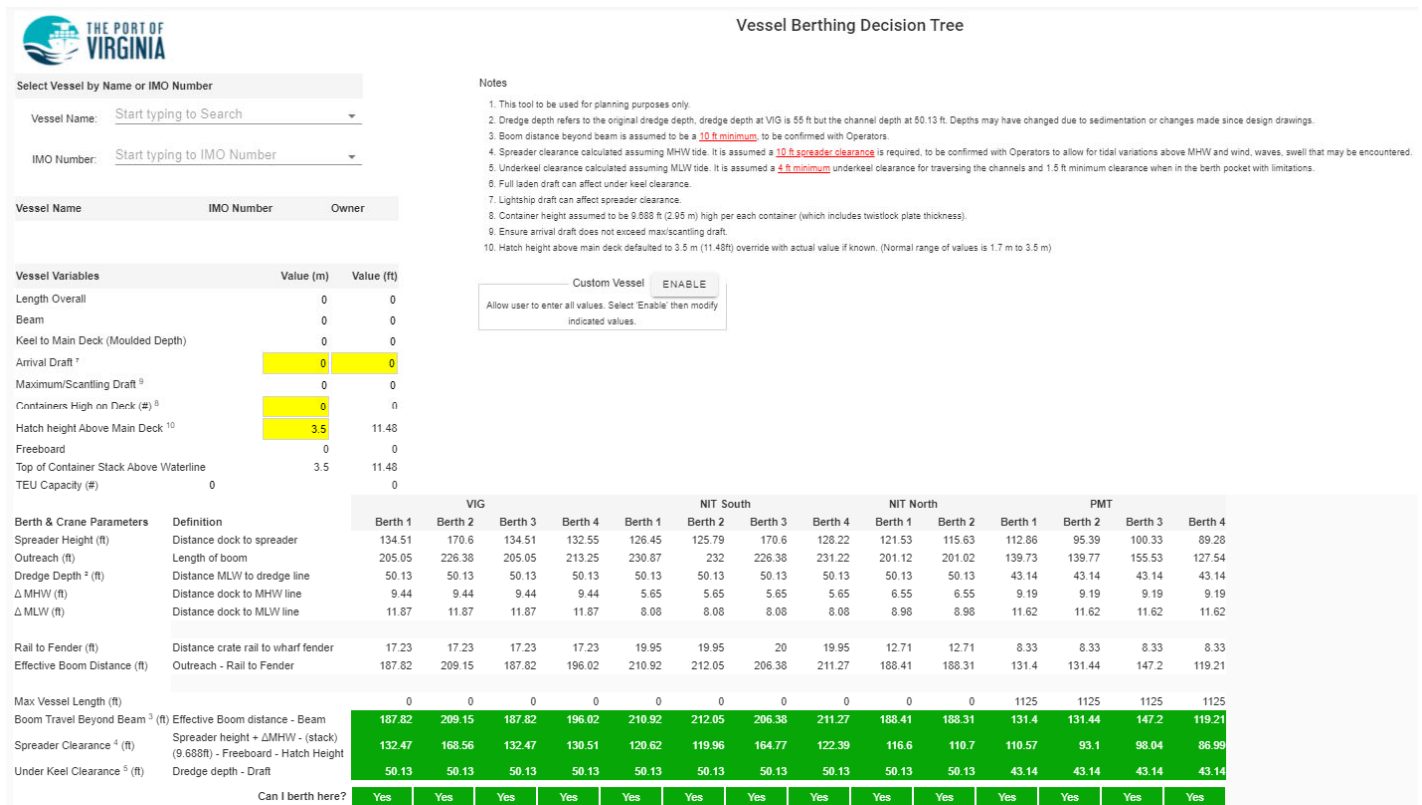 THE PORT OF
VIRGINIA
Vessel Berthing Decision Tree
Select Vessel by Name or IMO Number
Vessel Name: Start typing to Search
IMO Number: Start typing to IMO Number
Vessel Name IMO Number Owner
Notes
1. This tool to be used for planning purposes only.
2. Dredge depth refers to the original dredge depth, dredge depth at VIG is 55 ft but the channel depth at 50.13 ft. Depths may have changed due to sedimentation or changes made since design drawings.
3. Boom distance beyond beam is assumed to be a 10 ft minimum, to be confirmed with Operators.
4. Spreader clearance calculated assuming MHW tide. It is assumed a 10 ft spreader clearance is required, to be confirmed with Operators to allow for tidal variations above MHW and wind, waves, swell that may be encountered.
5. Underkeel clearance calculated assuming MLW tide. It is assumed a 4 ft minimum underkeel clearance for traversing the channels and 1.5 ft minimum clearance when in the berth pocket with limitations.
6. Full laden draft can affect under keel clearance.
7. Lightship draft can affect spreader clearance.
8. Container height assumed to be 9.688 ft (2.95 m) high per each container (which includes twistlock plate thickness).
9. Ensure arrival draft does not exceed max/scantling draft.
10. Hatch height above main deck defaulted to 3.5 m (11.48ft) override with actual value if known. (Normal range of values is 1.7 m to 3.5 m)
Custom Vessel ENABLE
Allow user to enter all values. Select 'Enable' then modify
indicated values.
Vessel Variables Value (m) Value (ft)
Length Overall 0 0
Beam 0 0
Keel to Main Deck (Moulded Depth) 0 0
Arrival Draft 7 0 0
Maximum/Scantling Draft 9 0 0
Containers High on Deck (#) 8 0 0
Hatch height Above Main Deck 10 3.5 11.48
Freeboard 0 0
Top of Container Stack Above Waterline 3.5 11.48
TEU Capacity (#) 0 0
VIG NIT South NIT North PMT
Berth & Crane Parameters Definition Berth 1 Berth 2 Berth 3 Berth 4 Berth 1 Berth 2 Berth 3 Berth 4 Berth 1 Berth 2 Berth 1 Berth 2 Berth 3 Berth 4
Spreader Height (ft) Distance dock to spreader 134.51 170.6 134.51 132.55 126.45 125.79 170.6 128.22 121.53 115.63 112.86 95.39 100.33 89.28
Outreach (ft) Length of boom 205.05 226.38 205.05 213.25 230.87 232 226.38 231.22 201.12 201.02 139.73 139.77 155.53 127.54
Dredge Depth 2 (ft) Distance MLW to dredge line 50.13 50.13 50.13 50.13 50.13 50.13 50.13 50.13 50.13 50.13 43.14 43.14 43.14 43.14
Δ MHW (ft) Distance dock to MHW line 9.44 9.44 9.44 9.44 5.65 5.65 5.65 5.65 6.55 6.55 9.19 9.19 9.19 9.19
Δ MLW (ft) Distance dock to MLW line 11.87 11.87 11.87 11.87 8.08 8.08 8.08 8.08 8.98 8.98 11.62 11.62 11.62 11.62
Rail to Fender (ft) Distance crate rail to wharf fender 17.23 17.23 17.23 17.23 19.95 19.95 20 19.95 12.71 12.71 8.33 8.33 8.33 8.33
Effective Boom Distance (ft) Outreach - Rail to Fender 187.82 209.15 187.82 196.02 210.92 212.05 206.38 211.27 188.41 188.31 131.4 131.44 147.2 119.21
Max Vessel Length (ft) 0 0 0 0 0 0 0 0 0 0 1125 1125 1125 1125
Boom Travel Beyond Beam 3 (ft) Effective Boom distance - Beam 187.82 209.15 187.82 196.02 210.92 212.05 206.38 211.27 188.41 188.31 131.4 131.44 147.2 119.21
Spreader Clearance 4 (ft) Spreader height + ΔMHW - (stack) (9.688ft) - Freeboard - Hatch Height 132.47 168.56 132.47 130.51 120.62 119.96 164.77 122.39 116.6 110.7 110.57 93.1 98.04 86.99
Under Keel Clearance 5 (ft) Dredge depth - Draft 50.13 50.13 50.13 50.13 50.13 50.13 50.13 50.13 50.13 50.13 43.14 43.14 43.14 43.14
Can I berth here? Yes Yes Yes Yes Yes Yes Yes Yes Yes Yes Yes Yes Yes Yes